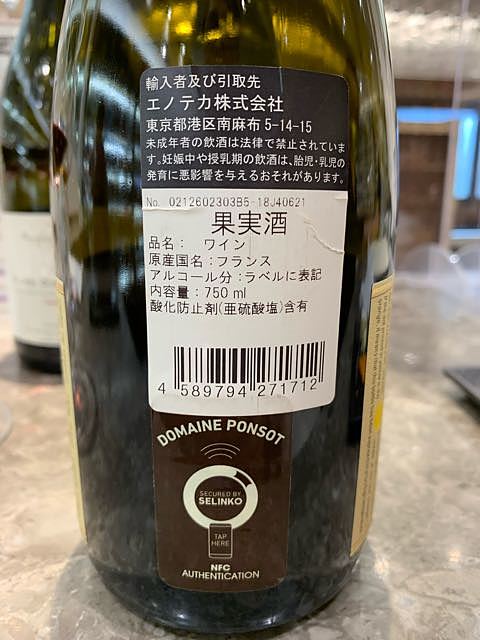 輸入者及び引取先
エノテカ株式会社
東京都港区南麻布5-14-15
未成年者の飲酒は法律で禁止されていま
す。妊娠中や授乳期の飲酒は、胎児・乳児の
発育に悪影響を与えるおそれがあります。
No. 0212602303B5-18J40621
果実酒
品名： ワイン
原産国名：フランス
アルコール分：ラベルに表記
内容量：750 ml
酸化防止剤(亜硫酸塩)含有
4 589794 271712
DOMAINE PONSOT
SECURED BY
SELINKO
TAP
HERE
NFC
AUTHENTICATION